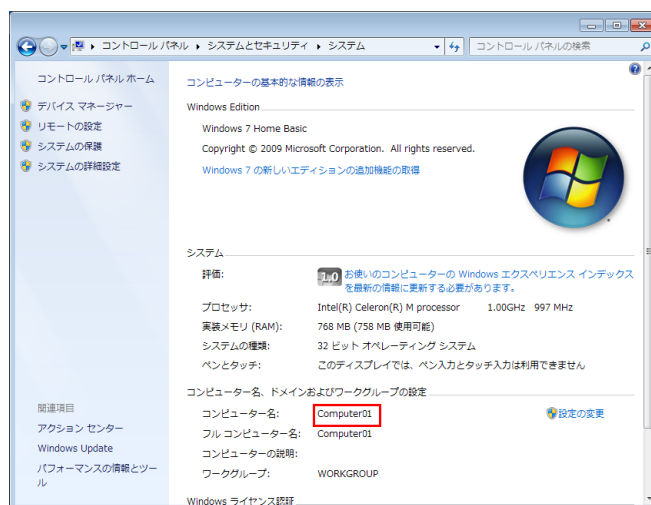 コントロール パネル ▸ システムとセキュリティ ▸ システム
コントロール パネルの検索
コントロール パネル ホーム
デバイス マネージャー
リモートの設定
システムの保護
システムの詳細設定
コンピューターの基本的な情報の表示
Windows Edition
Windows 7 Home Basic
Copyright © 2009 Microsoft Corporation. All rights reserved.
Windows 7 の新しいエディションの追加機能の取得
システム
評価:
1.0 お使いのコンピューターの Windows エクスペリエンス インデックス
を最新の情報に更新する必要があります。
プロセッサ: Intel(R) Celeron(R) M processor 1.00GHz 997 MHz
実装メモリ (RAM): 768 MB (758 MB 使用可能)
システムの種類: 32 ビット オペレーティング システム
ペンとタッチ: このディスプレイでは、ペン入力とタッチ入力は利用できません
コンピューター名、ドメインおよびワークグループの設定
コンピューター名: Computer01 設定の変更
フル コンピューター名: Computer01
コンピューターの説明:
ワークグループ: WORKGROUP
Windows ライセンス認証
関連項目
アクション センター
Windows Update
パフォーマンスの情報とツー
ル